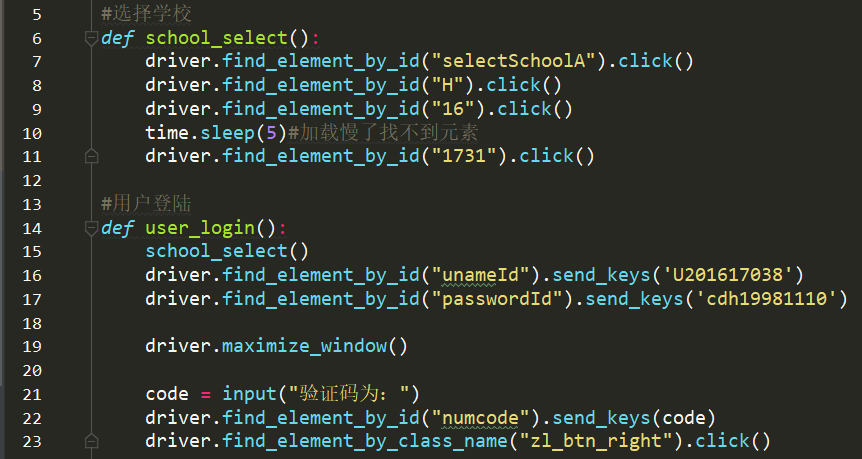 5 #选择学校
6 def school_select():
7 driver.find_element_by_id("selectSchoolA").click()
8 driver.find_element_by_id("H").click()
9 driver.find_element_by_id("16").click()
10 time.sleep(5)#加载慢了找不到元素
11 driver.find_element_by_id("1731").click()
12
13 #用户登陆
14 def user_login():
15 school_select()
16 driver.find_element_by_id("unameId").send_keys('U201617038')
17 driver.find_element_by_id("passwordId").send_keys('cdh19981110')
18
19 driver.maximize_window()
20
21 code = input("验证码为：")
22 driver.find_element_by_id("numcode").send_keys(code)
23 driver.find_element_by_class_name("zl_btn_right").click()